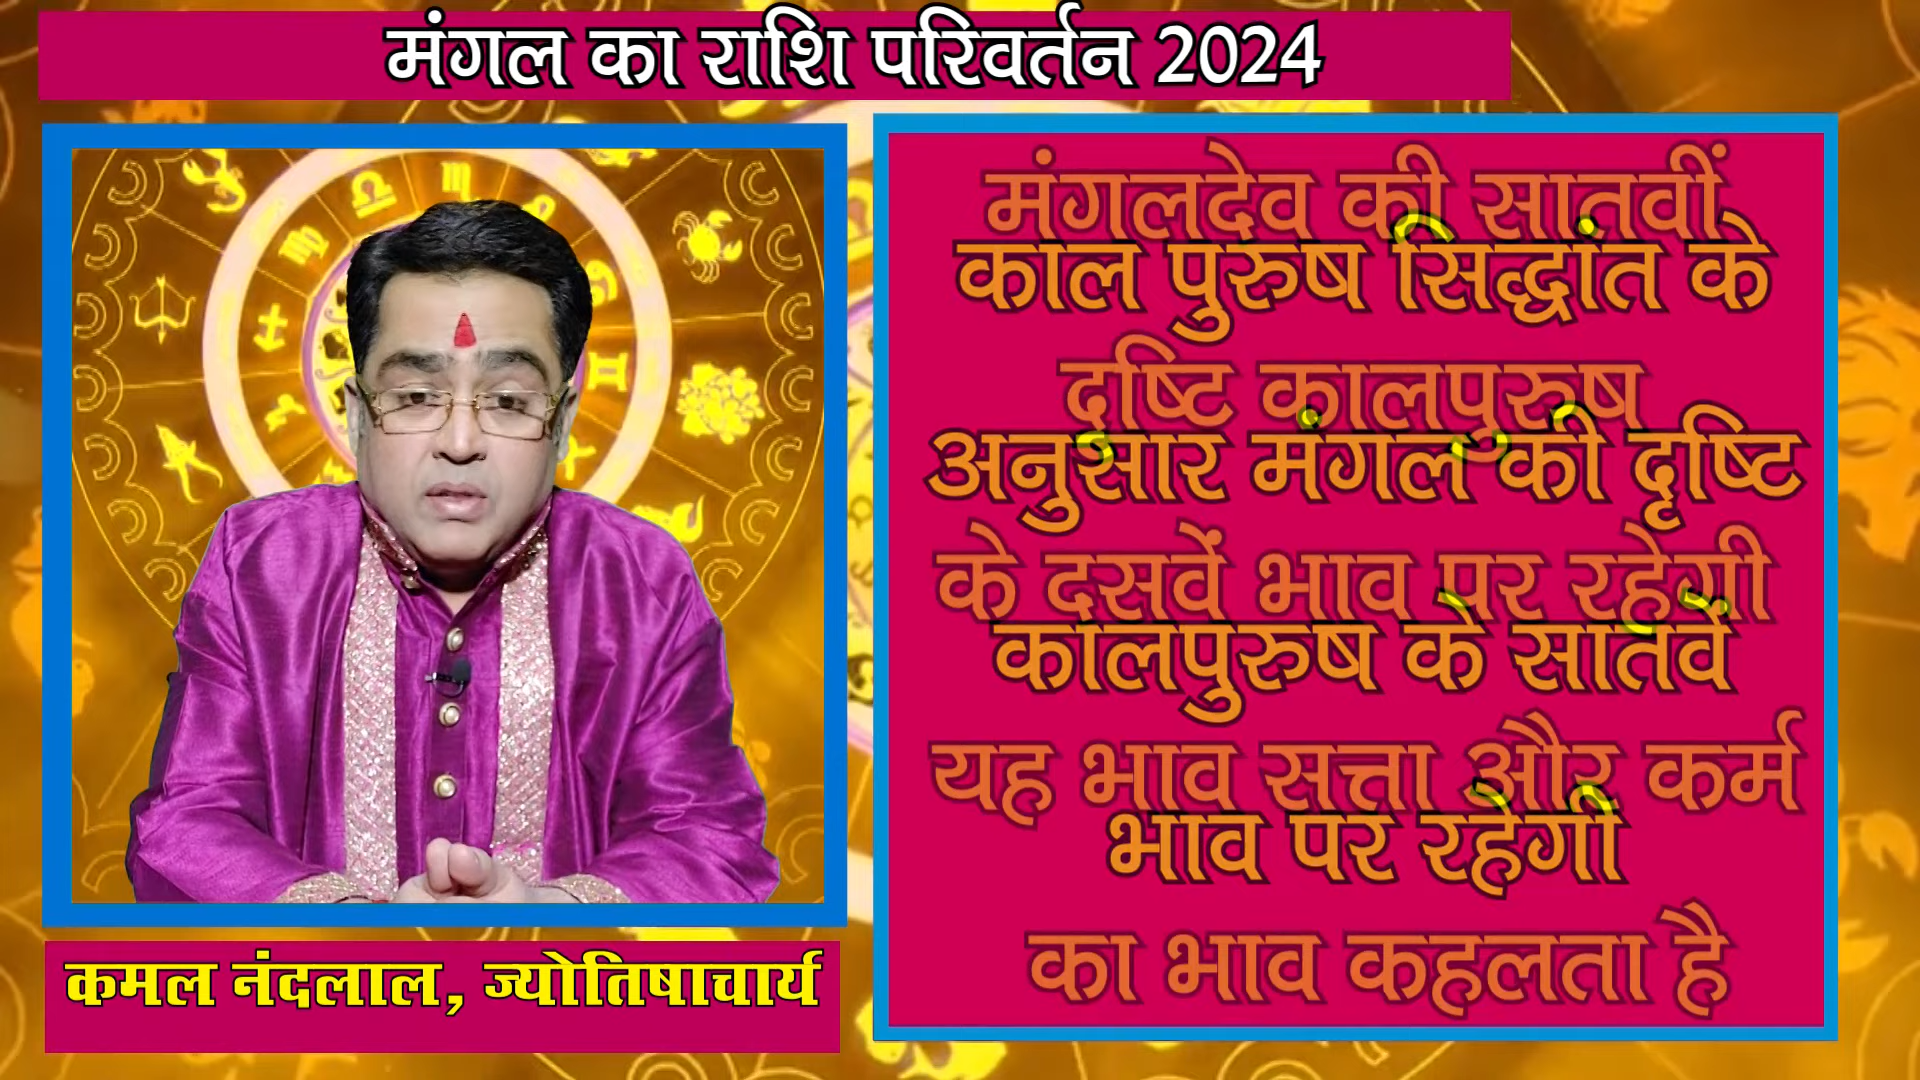 मंगल का राशि परिवर्तन 2024
मंगलदेव की सातवीं
काल पुरुष सिद्धांत के
दृष्टि कालपुरुष
अनुसार मंगल की दृष्टि
के दसवें भाव पर रहेगी
कालपुरुष के सातवें
यह भाव सत्ता और कर्म
भाव पर रहेगी
का भाव कहलता है
कमल नंदलाल, ज्योतिषाचार्य